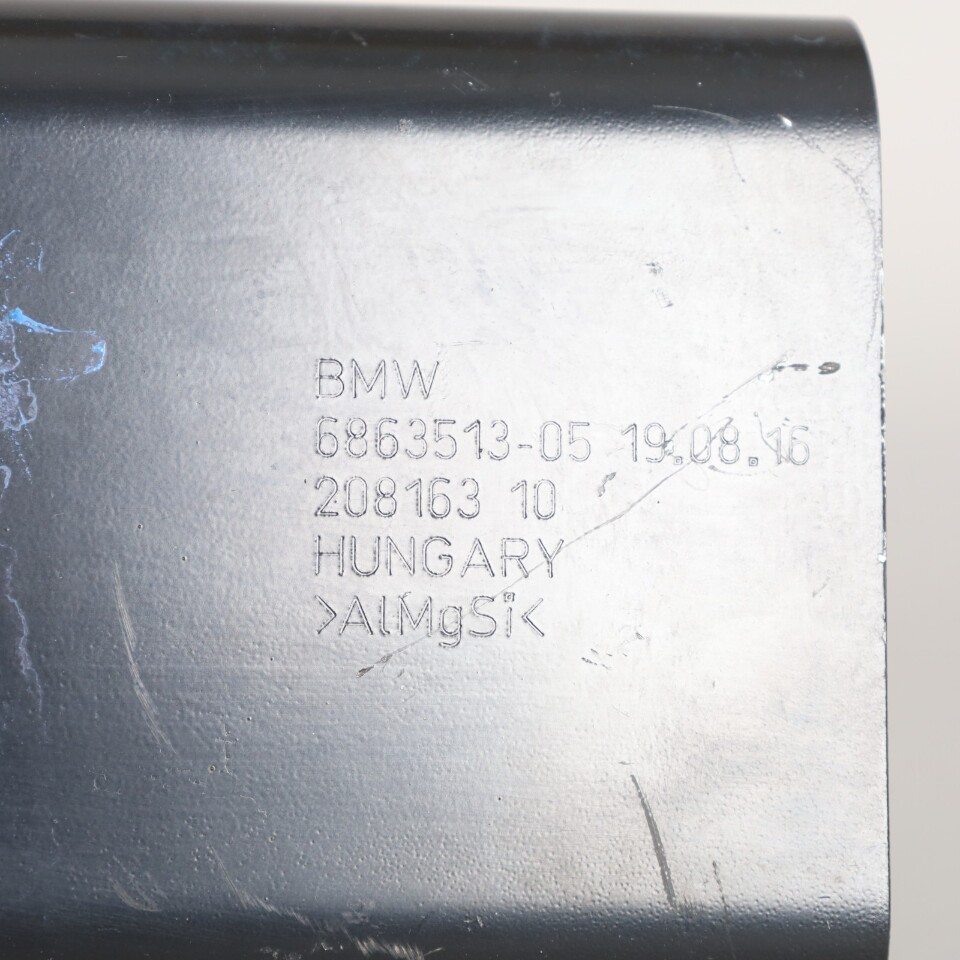 BMW
6863513-05 19.08.16
208163 10
HUNGARY
>AlMgSi<